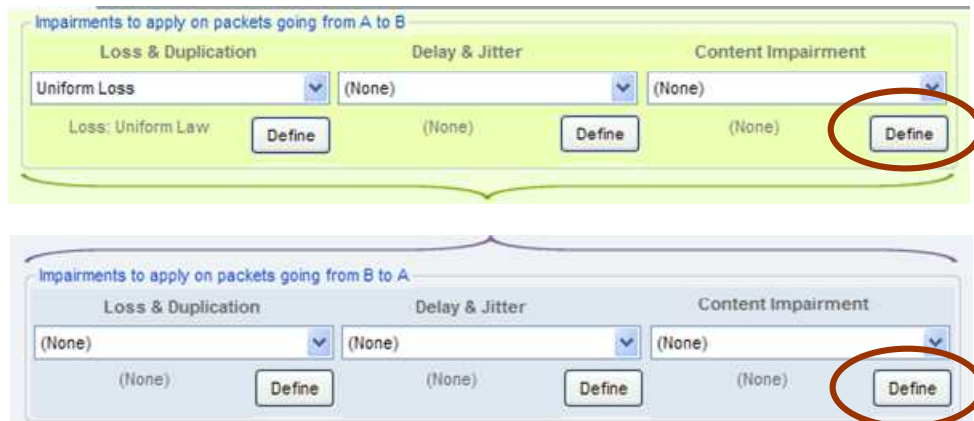 Impairments to apply on packets going from A to B
Loss & Duplication Delay & Jitter Content Impairment
Uniform Loss (None) (None)
Loss: Uniform Law Define (None) Define (None) Define
Impairments to apply on packets going from B to A
Loss & Duplication Delay & Jitter Content Impairment
(None) (None) (None)
(None) Define (None) Define (None) Define